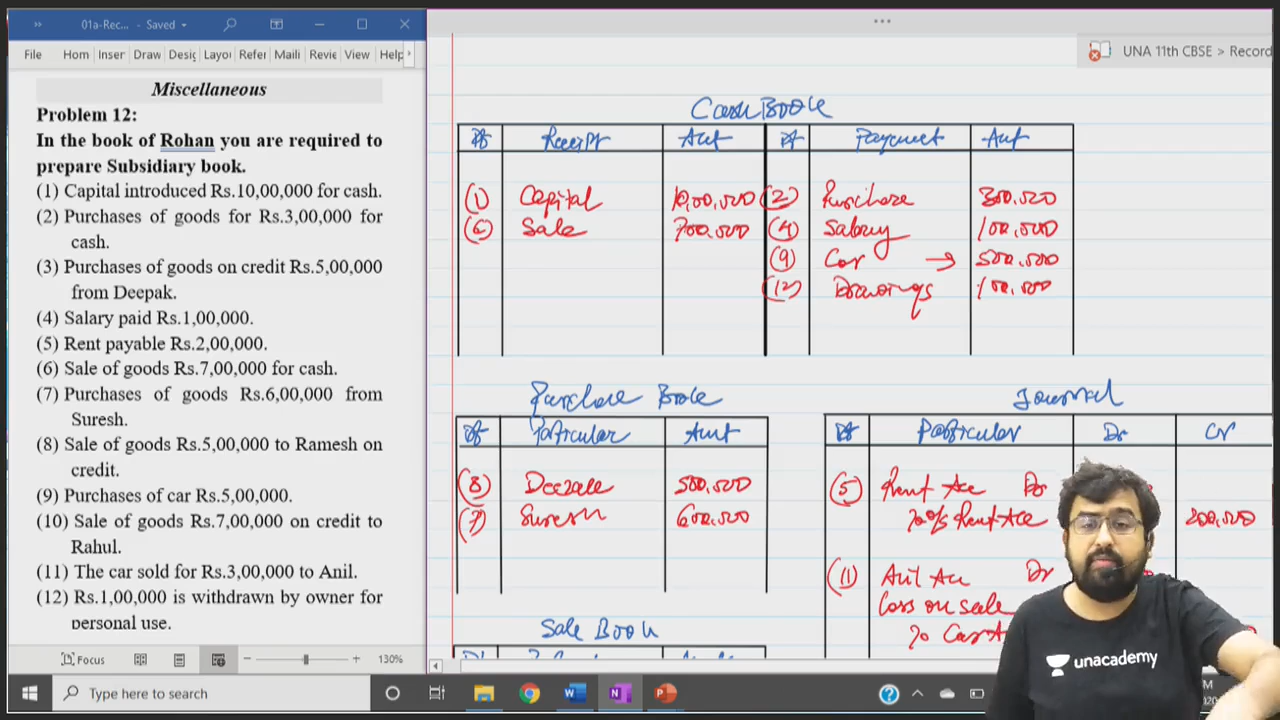 01a-Rec... - Saved
File Hom Inser Draw Desig Layou Refer Maili Revie View Help
Miscellaneous
Problem 12:
In the book of Rohan you are required to
prepare Subsidiary book.
(1) Capital introduced Rs.10,00,000 for cash.
(2) Purchases of goods for Rs.3,00,000 for
cash.
(3) Purchases of goods on credit Rs.5,00,000
from Deepak.
(4) Salary paid Rs.1,00,000.
(5) Rent payable Rs.2,00,000.
(6) Sale of goods Rs.7,00,000 for cash.
(7) Purchases of goods Rs.6,00,000 from
Suresh.
(8) Sale of goods Rs.5,00,000 to Ramesh on
credit.
(9) Purchases of car Rs.5,00,000.
(10) Sale of goods Rs.7,00,000 on credit to
Rahul.
(11) The car sold for Rs.3,00,000 to Anil.
(12) Rs.1,00,000 is withdrawn by owner for
personal use.
Focus 130%
UNA 11th CBSE > Record
Cash Book
Receipt Amt Payment Amt
(1) Capital 10,00,000 (2) Purchase 300,000
(6) Sale 700,000 (4) Salary 100,000
(9) Car → 500,000
(12) Drawings 100,000
Purchase Book
Particular Amt
Suresh 600,000
(7)
500,000
Journal
Particular Dr Cr
(5) Rent Acc Dr
To o/s Rent Acc 200,000
(11) Dr
Loss on sale
To Car A
Sale Book
unacademy
Type here to search